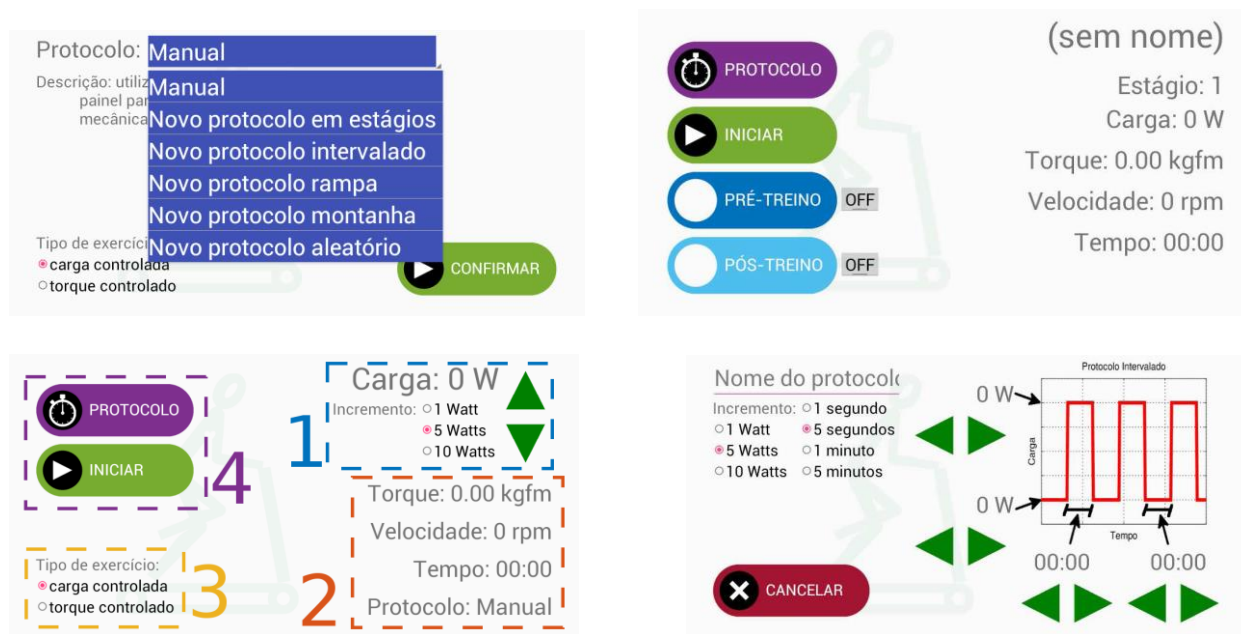 Protocolo: Manual
Descrição: utiliz
painel par
mecânica
Manual
Novo protocolo em estágios
Novo protocolo intervalado
Novo protocolo rampa
Novo protocolo montanha
Novo protocolo aleatório
Tipo de exercíci
carga controlada
torque controlado
CONFIRMAR
(sem nome)
PROTOCOLO
INICIAR
PRÉ-TREINO OFF
PÓS-TREINO OFF
Estágio: 1
Carga: 0 W
Torque: 0.00 kgfm
Velocidade: 0 rpm
Tempo: 00:00
PROTOCOLO
INICIAR
4
1
Carga: 0 W
Incremento: 1 Watt
5 Watts
10 Watts
Tipo de exercício:
carga controlada
torque controlado
3
2
Torque: 0.00 kgfm
Velocidade: 0 rpm
Tempo: 00:00
Protocolo: Manual
Nome do protocolo
Incremento: 1 segundo
1 Watt 5 segundos
5 Watts 1 minuto
10 Watts 5 minutos
CANCELAR
Protocolo Intervalado
0 W
Carga
0 W
Tempo
00:00 00:00